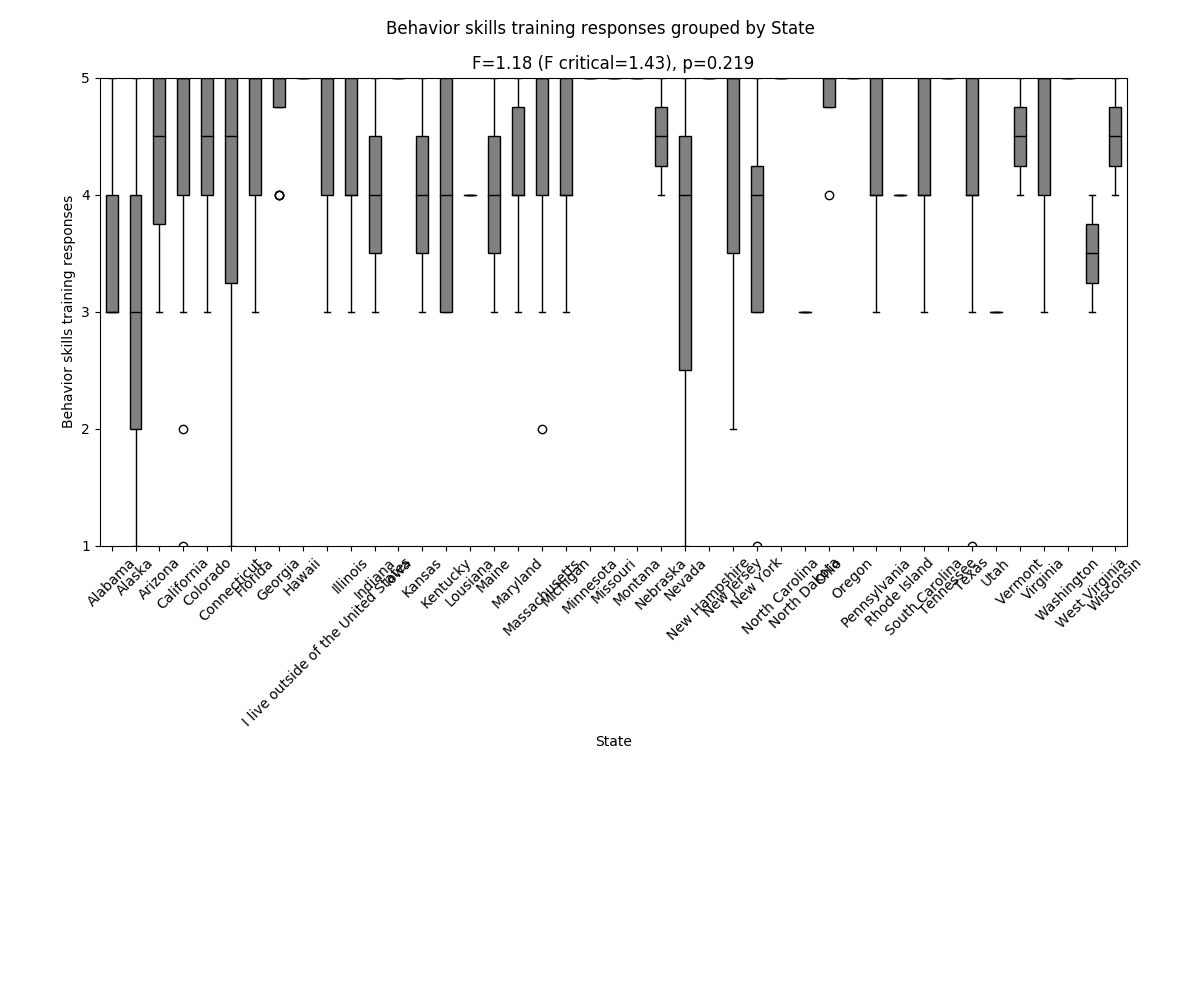 Behavior skills training responses grouped by State
F=1.18 (F critical=1.43), p=0.219
5
4
3
2
1
Behavior skills training responses
Alabama
Alaska
Arizona
California
Colorado
Connecticut
Florida
Georgia
Hawaii
I live outside of the United States
Illinois
Indiana
Iowa
Kansas
Kentucky
Lousiana
Maine
Maryland
Massachusetts
Michigan
Minnesota
Missouri
Montana
Nebraska
Nevada
New Hampshire
New Jersey
New York
North Carolina
North Dakota
Ohio
Oregon
Pennsylvania
Rhode Island
South Carolina
Tennessee
Texas
Utah
Vermont
Virginia
Washington
West Virginia
Wisconsin
State